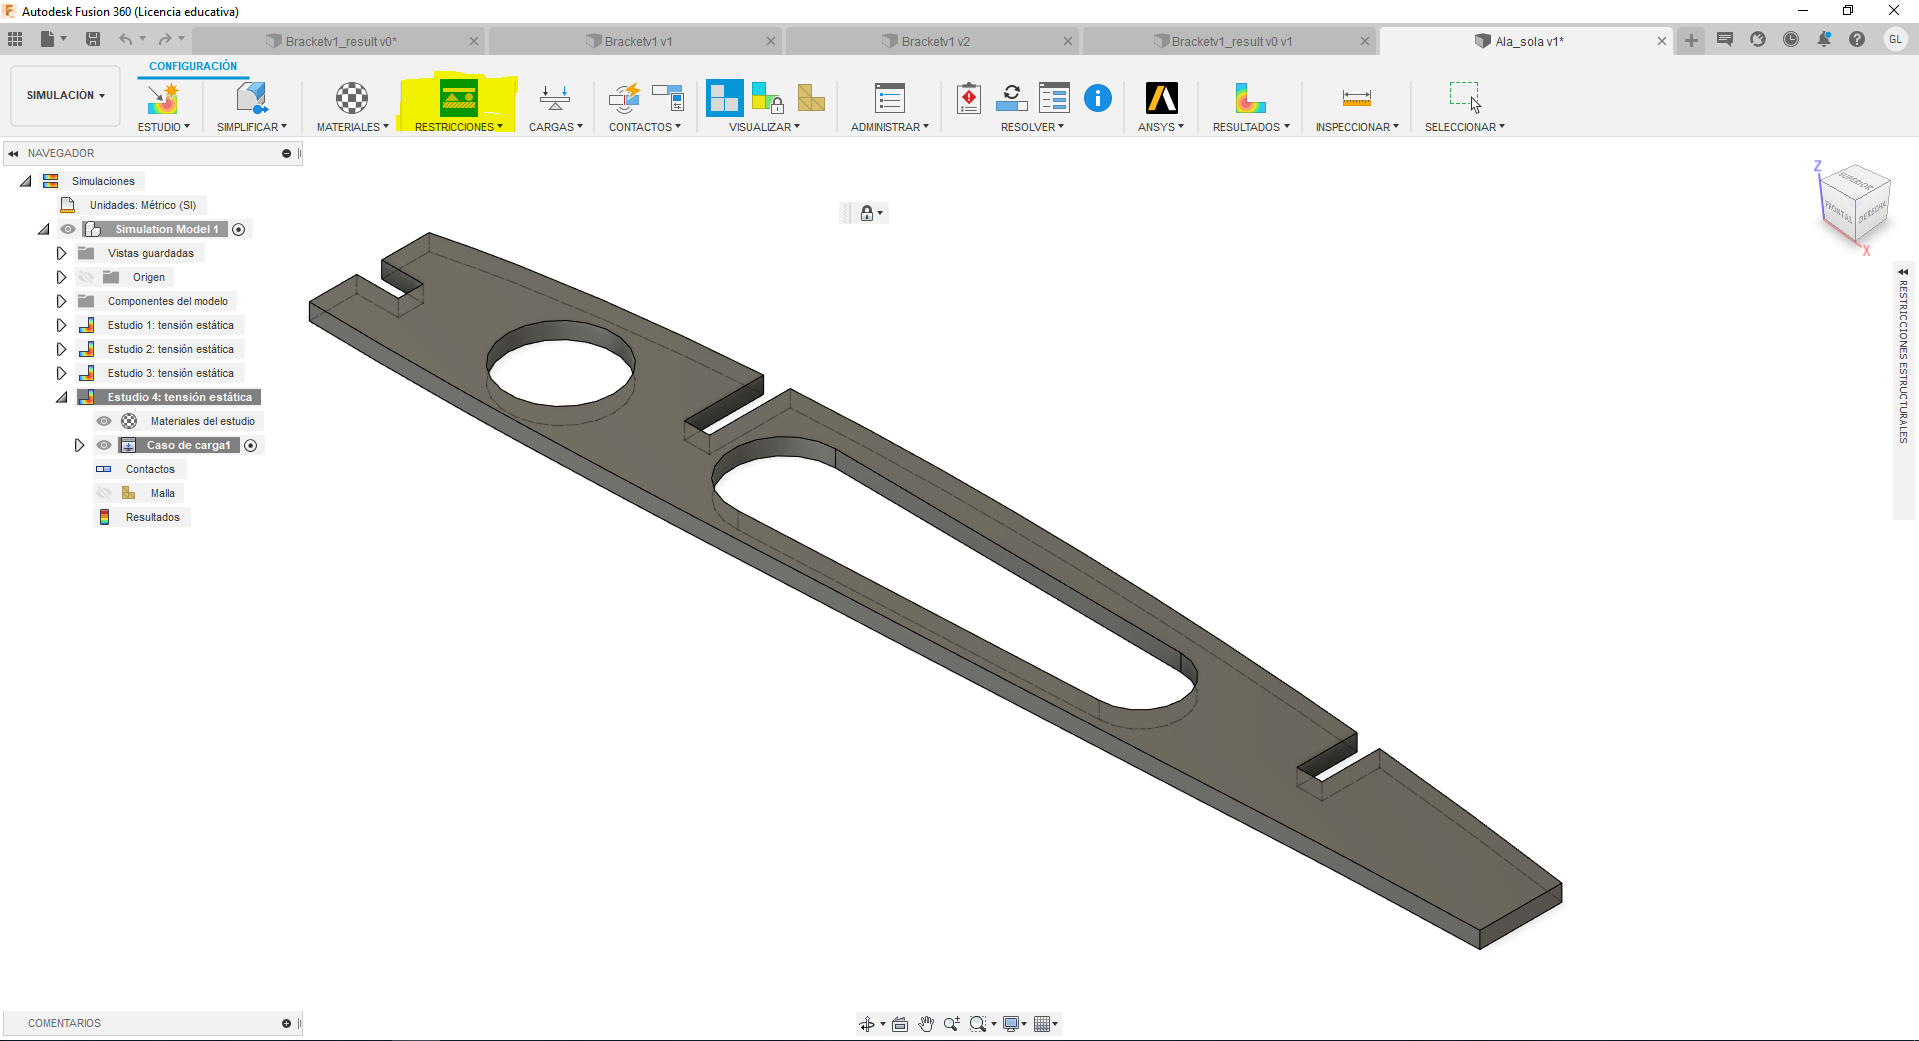 Autodesk Fusion 360 (Licencia educativa)
Bracketv1_result v0*
Bracketv1 v1
Bracketv1 v2
Bracketv1_result v0 v1
Ala_sola v1*
GL
CONFIGURACIÓN
SIMULACIÓN
ESTUDIO
SIMPLIFICAR
MATERIALES
RESTRICCIONES
CARGAS
CONTACTOS
VISUALIZAR
ADMINISTRAR
RESOLVER
ANSYS
RESULTADOS
INSPECCIONAR
SELECCIONAR
NAVEGADOR
Simulaciones
Unidades: Métrico (SI)
Simulation Model 1
Vistas guardadas
Origen
Componentes del modelo
Estudio 1: tensión estática
Estudio 2: tensión estática
Estudio 3: tensión estática
Estudio 4: tensión estática
Materiales del estudio
Caso de carga1
Contactos
Malla
Resultados
Z
SUPERIOR
FRONTAL
DERECHA
X
RESTRICCIONES ESTRUCTURALES
COMENTARIOS